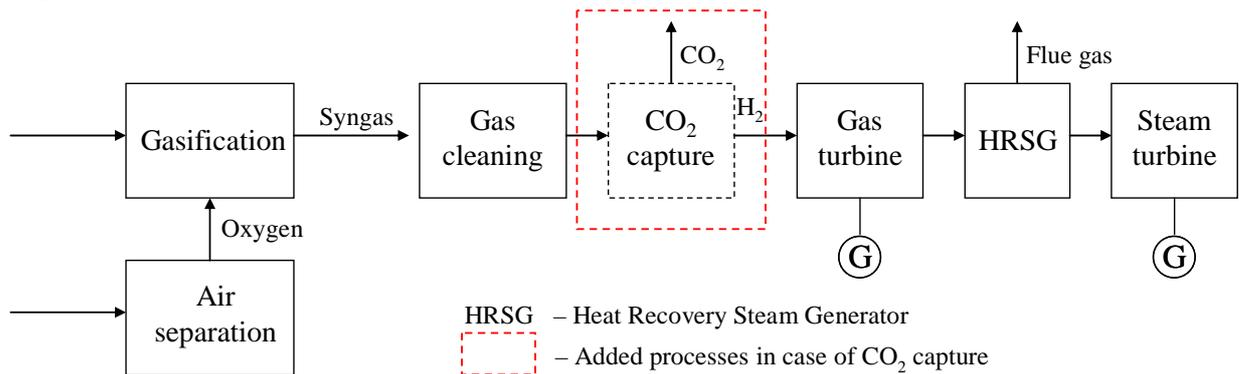 CO2
Flue gas
Syngas
H2
Gasification
Gas
cleaning
CO2
capture
Gas
turbine
HRSG
Steam
turbine
Oxygen
G
G
Air
separation
HRSG – Heat Recovery Steam Generator
– Added processes in case of CO2 capture